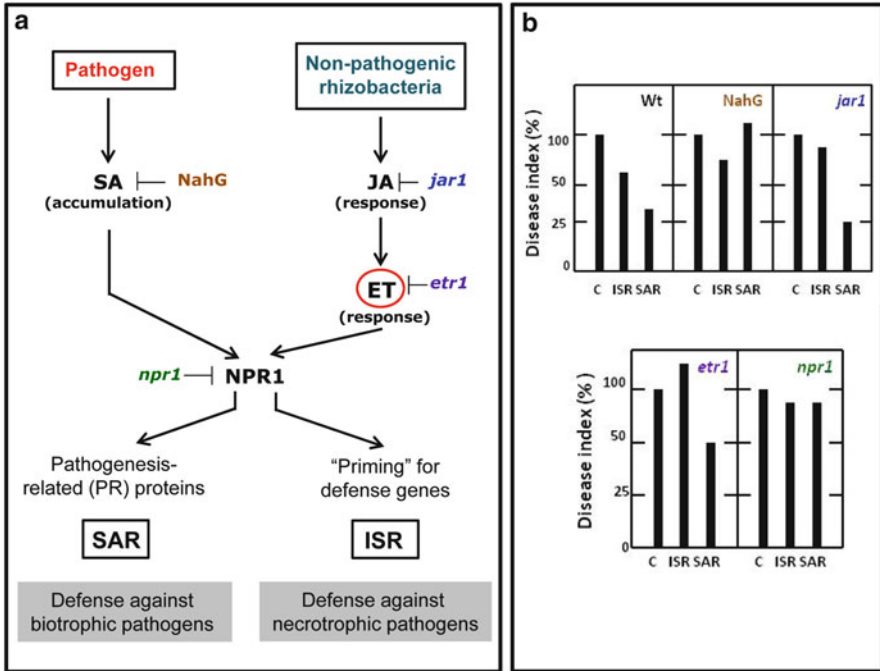 a
Pathogen
Non-pathogenic
rhizobacteria
SA
(accumulation)
NahG
JA
(response)
jar1
ET
(response)
etr1
npr1
NPR1
Pathogenesis-
related (PR) proteins
“Priming” for
defense genes
SAR
ISR
Defense against
biotrophic pathogens
Defense against
necrotrophic pathogens
b
Disease index (%)
100
50
25
0
Wt
NahG
jar1
C ISR SAR
C ISR SAR
C ISR SAR
Disease index (%)
100
50
25
0
etr1
npr1
C ISR SAR
C ISR SAR